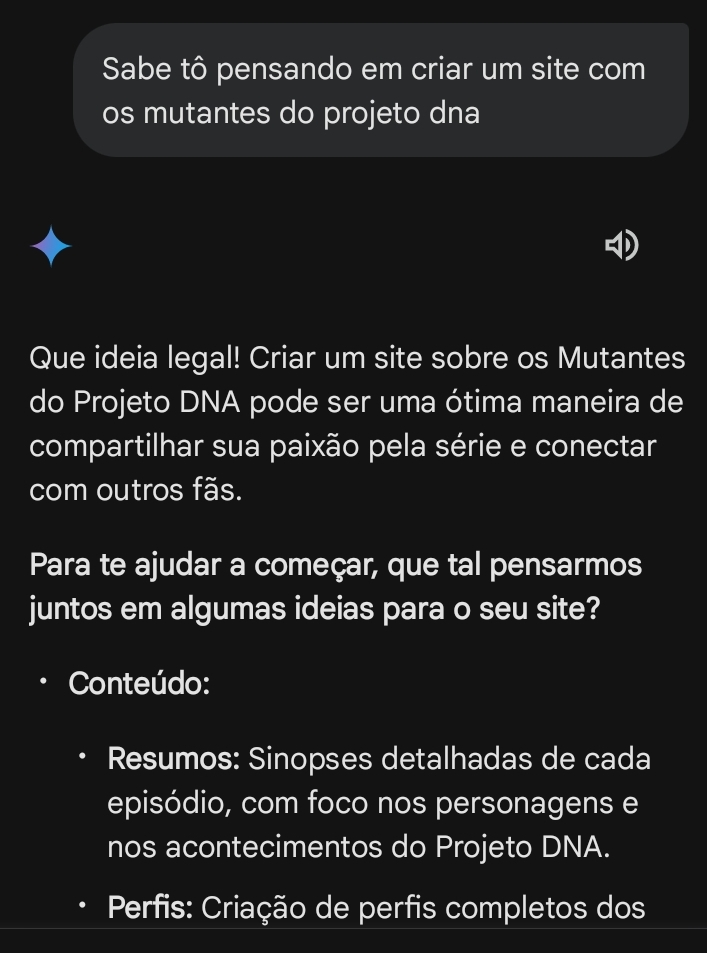 Sabe tô pensando em criar um site com
os mutantes do projeto dna
Que ideia legal! Criar um site sobre os Mutantes
do Projeto DNA pode ser uma ótima maneira de
compartilhar sua paixão pela série e conectar
com outros fãs.
Para te ajudar a começar, que tal pensarmos
juntos em algumas ideias para o seu site?
• Conteúdo:
• Resumos: Sinopses detalhadas de cada
episódio, com foco nos personagens e
nos acontecimentos do Projeto DNA.
• Perfis: Criação de perfis completos dos